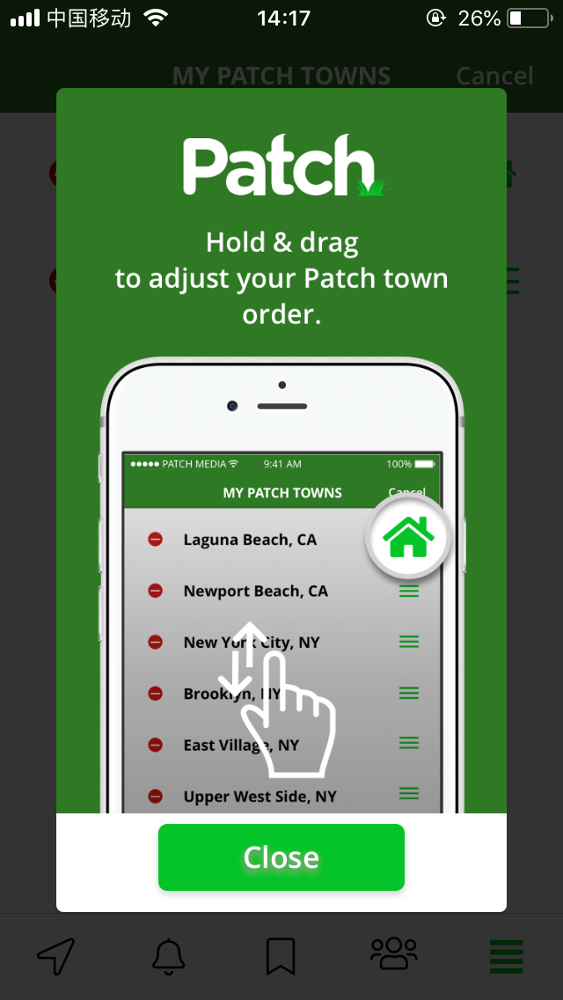 中国移动 14:17 26%
MY PATCH TOWNS Cancel
Patch
Hold & drag
to adjust your Patch town
order.
PATCH MEDIA 9:41 AM 100%
MY PATCH TOWNS Cancel
Laguna Beach, CA
Newport Beach, CA
New York City, NY
Brooklyn, NY
East Village, NY
Upper West Side, NY
Close